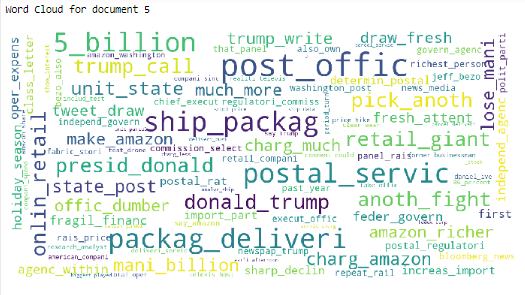 Word Cloud for document 5
5_billion
trump_write
draw_fresh
that_panel
also_own
govern_agenc
richest_person
polit_parti
amazon_washington
trump_call
post_offic
determin_postal
jeff_bezo
unit_state
much_more
washington_post
news_media
pick_anoth
lose_mani
class_letter
oper_expens
bezo_also
tweet_draw
chief_execut
regulatori_commiss
fresh_attent
independ_govern
ship_packag
price_hike
make_amazon
commission_select
charg_much
retail_giant
independ_agenc
holiday_season
onlin_retail
fabric_stori
retail_compani
panel_rais
presid_donald
postal_servic
state_post
postal_rat
past_year
donald_trump
anoth_fight
offic_dumber
execut_offic
feder_govern
first
fragil_financ
import_part
amazon_richer
rais_price
packag_deliveri
postal_regulatori
research_analyst
newspap_trump
charg_amazon
bloomberg_news
american_compani
agenc_within
mani_billion
sharp_declin
repeat_rail
increas_import